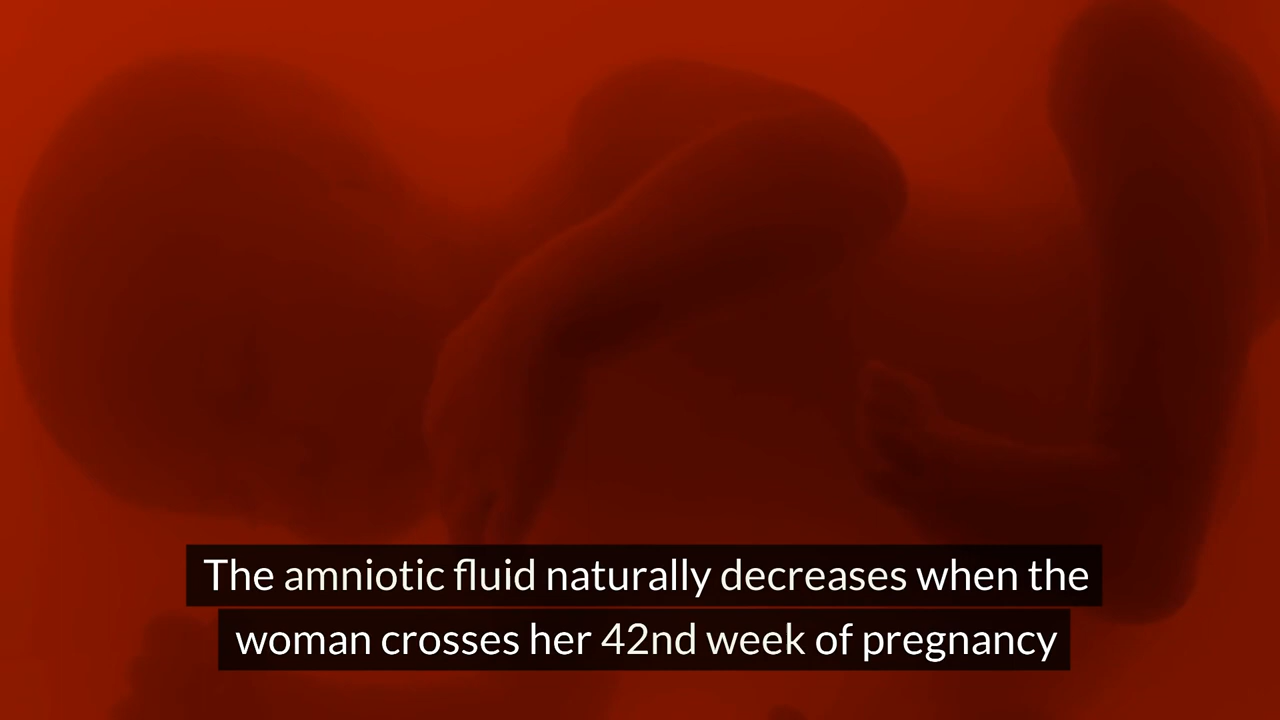 The amniotic fluid naturally decreases when the
woman crosses her 42nd week of pregnancy